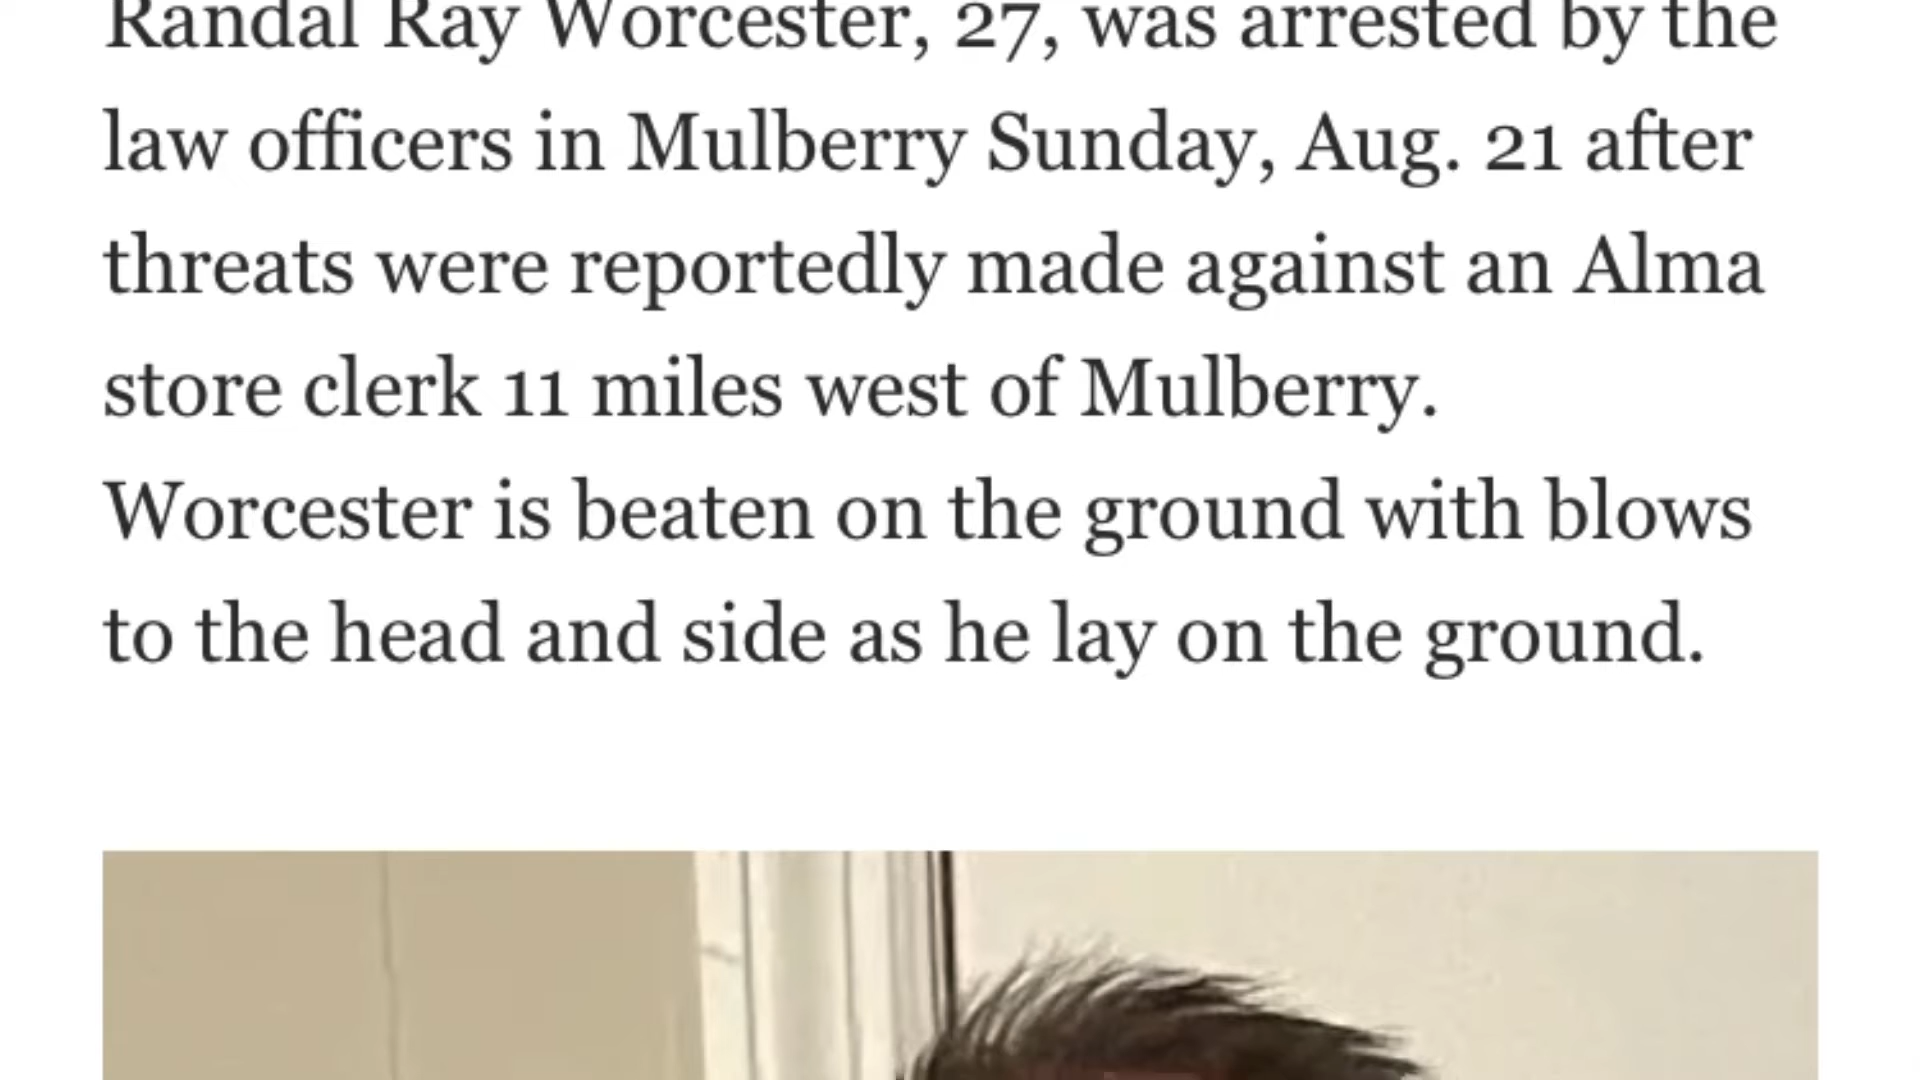 Randal Ray Worcester, 27, was arrested by the
law officers in Mulberry Sunday, Aug. 21 after
threats were reportedly made against an Alma
store clerk 11 miles west of Mulberry.
Worcester is beaten on the ground with blows
to the head and side as he lay on the ground.